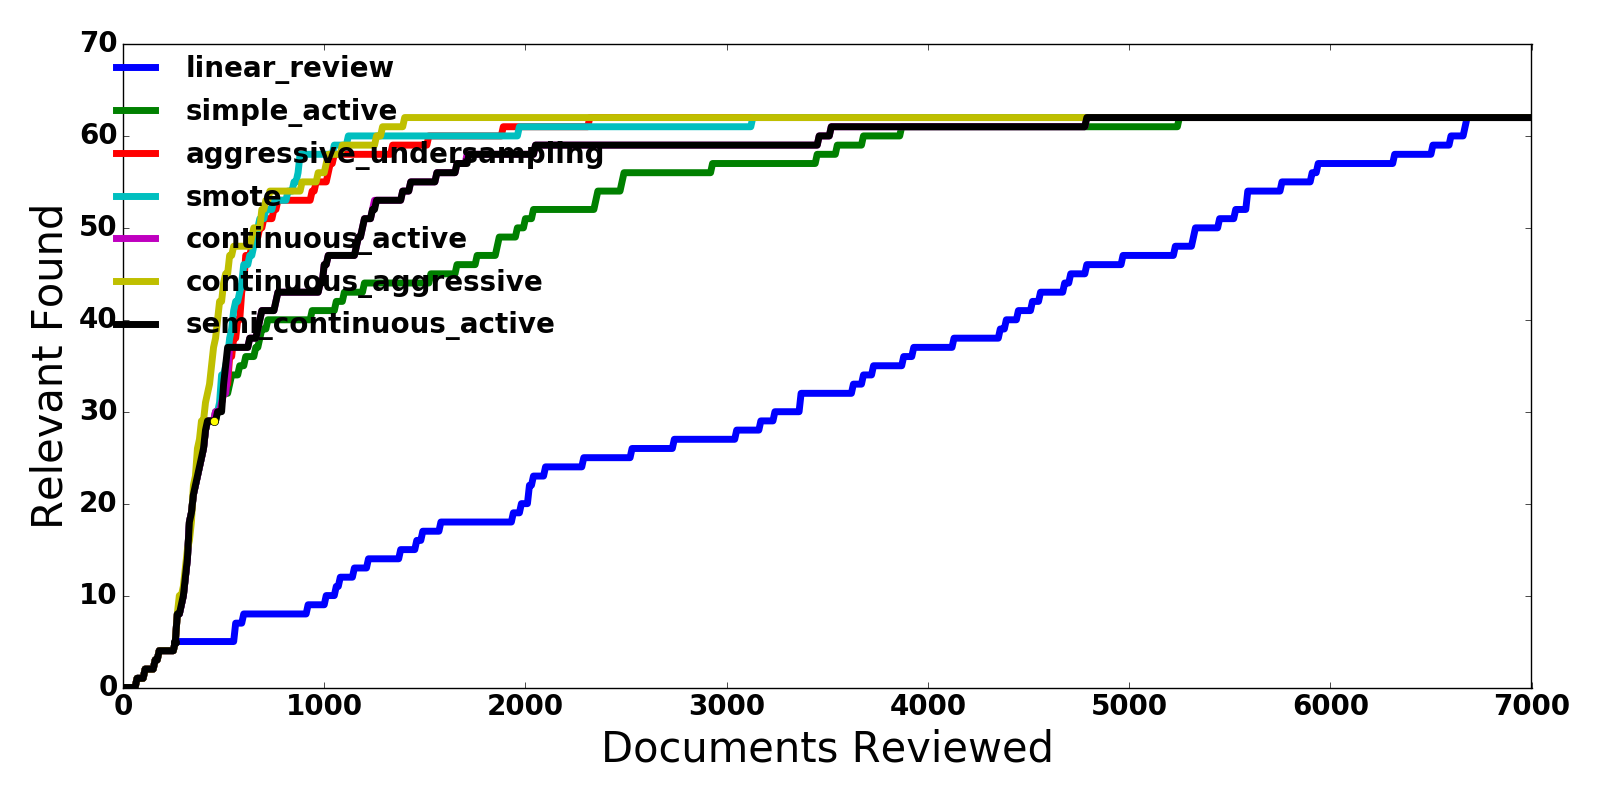 70
60
50
40
30
20
10
0
Relevant Found
linear_review
simple_active
aggressive_undersampling
smote
continuous_active
continuous_aggressive
semi_continuous_active
0 1000 2000 3000 4000 5000 6000 7000
Documents Reviewed